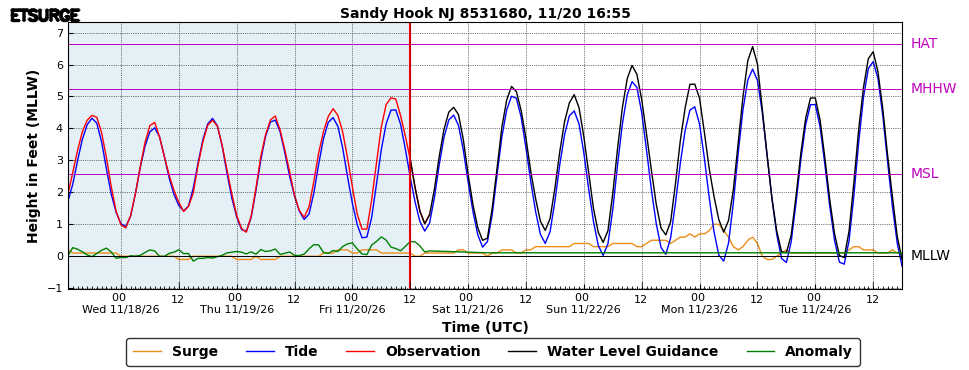 ETSURGE
Sandy Hook NJ 8531680, 11/20 16:55
Height in Feet (MLLW)
7
6
5
4
3
2
1
0
−1
HAT
MHHW
MSL
MLLW
00 12 00 12 00 12 00 12 00 12 00 12 00 12
Wed 11/18/26 Thu 11/19/26 Fri 11/20/26 Sat 11/21/26 Sun 11/22/26 Mon 11/23/26 Tue 11/24/26
Time (UTC)
Surge Tide Observation Water Level Guidance Anomaly